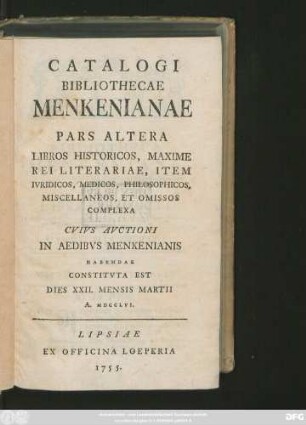 CATALOGI
BIBLIOTHECAE
MENKENIANAE
PARS ALTERA
LIBROS HISTORICOS, MAXIME
REI LITERARIAE, ITEM
IVRIDICOS, MEDICOS, PHILOSOPHICOS,
MISCELLANEOS, ET OMISSOS
COMPLEXA
CVIVS AVCTIONI
IN AEDIBVS MENKENIANIS
HABENDAE
CONSTITVTA EST
DIES XXII. MENSIS MARTII
A. MDCCLVI.
LIPSIAE
EX OFFICINA LOEPERIA
1755.